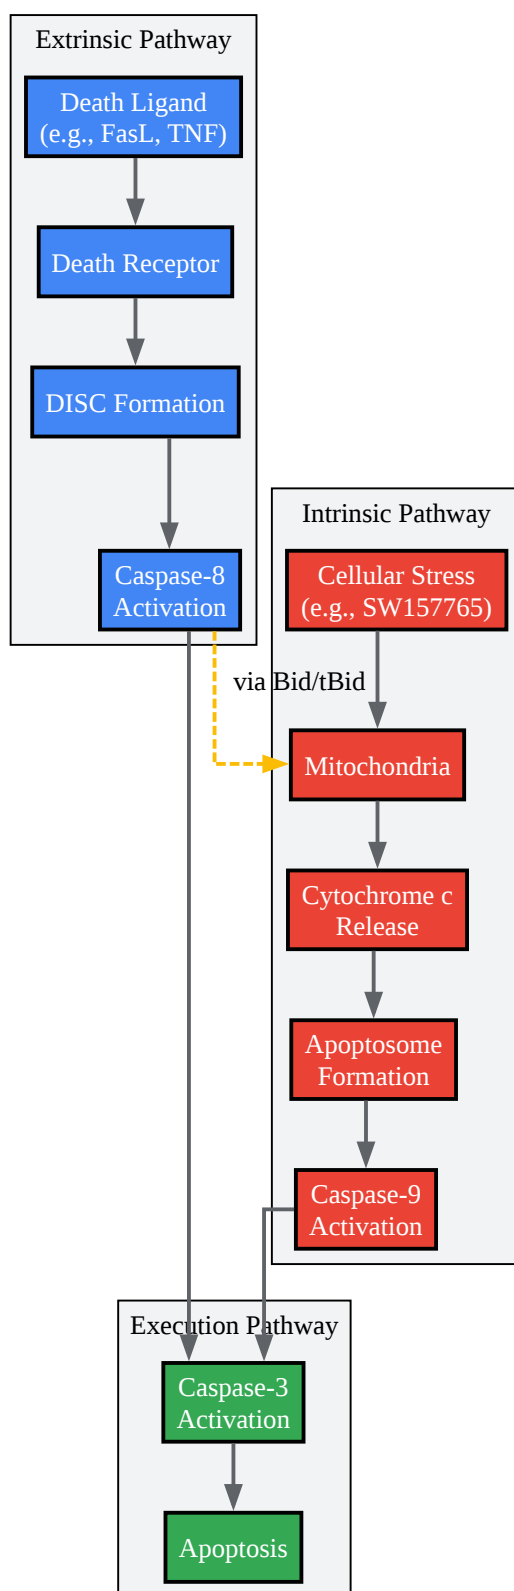 Extrinsic Pathway
Death Ligand
(e.g., FasL, TNF)
Death Receptor
DISC Formation
Caspase-8
Activation
Intrinsic Pathway
Cellular Stress
(e.g., SW157765)
via Bid/tBid
Mitochondria
Cytochrome c
Release
Apoptosome
Formation
Caspase-9
Activation
Execution Pathway
Caspase-3
Activation
Apoptosis